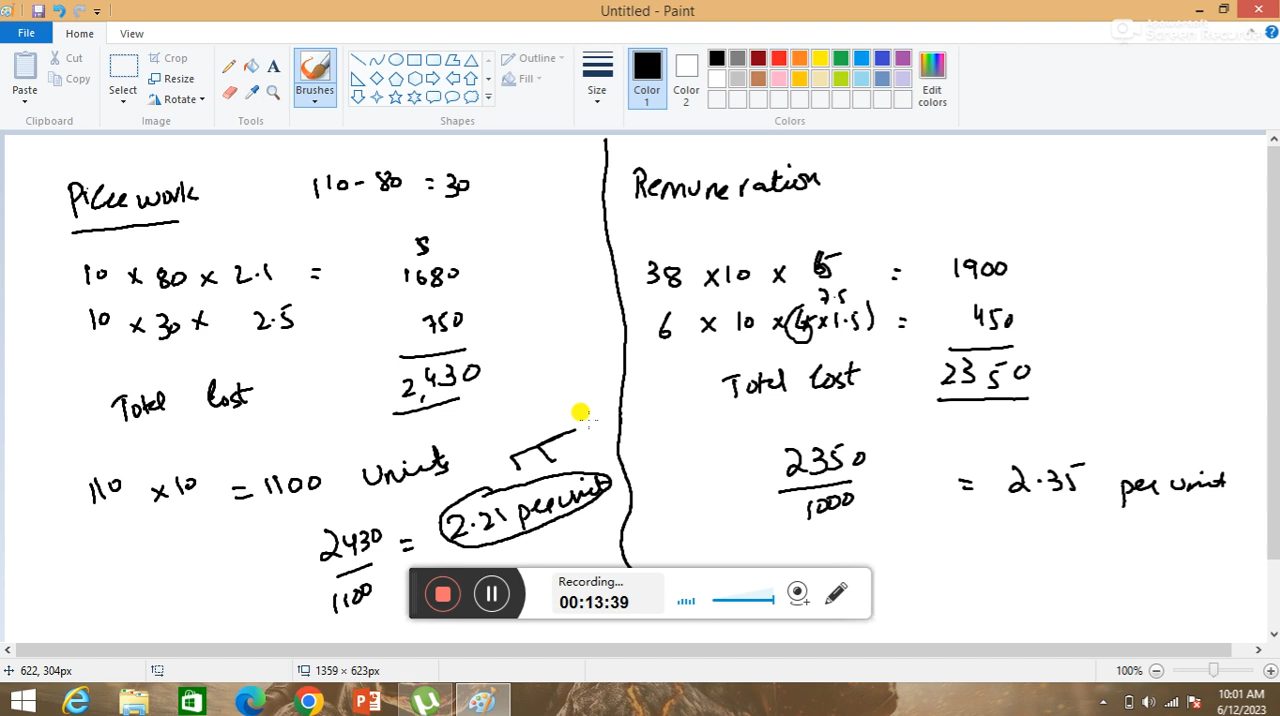 Untitled - Paint
File Home View
Cut
Copy
Paste
Crop
Resize
Rotate
Select
Brushes
Outline
Fill
Size
Color 1
Color 2
Edit colors
Clipboard Image Tools Shapes Colors
Screen Recorder
Piece work
110 - 80 = 30
$
10 x 80 x 2.1 = 1680
10 x 30 x 2.5 750
Total Cost 2,430
110 x 10 = 1100 Units
2430
1100
= 2.21 per unit
Remuneration
38 x 10 x 5 = 1900
7.5
6 x 10 x (5 x 1.5) = 450
Total Cost 2350
2350
1000
= 2.35 per unit
Recording...
00:13:39
622, 304px
1359 × 623px
100%
10:01 AM
6/12/2023